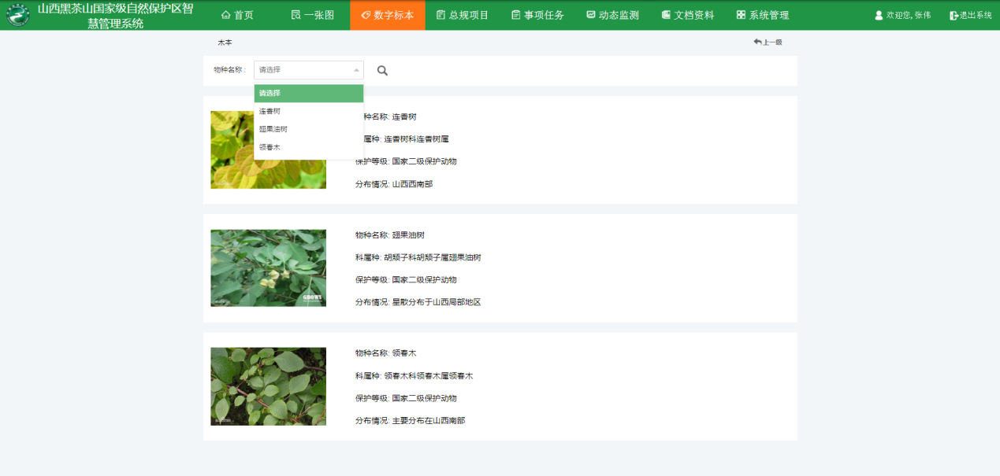 山西黑茶山国家级自然保护区智
慧管理系统
首页
一张图
数字标本
总规项目
事项任务
动态监测
文档资料
系统管理
欢迎您, 张伟
退出系统
木本
上一级
物种名称 :
请选择
请选择
连香树
翅果油树
领春木
种名称: 连香树
属种: 连香树科连香树属
保护等级: 国家二级保护动物
分布情况: 山西西南部
物种名称: 翅果油树
科属种: 胡颓子科胡颓子属翅果油树
保护等级: 国家二级保护动物
分布情况: 星散分布于山西局部地区
物种名称: 领春木
科属种: 领春木科领春木属领春木
保护等级: 国家二级保护动物
分布情况: 主要分布在山西南部